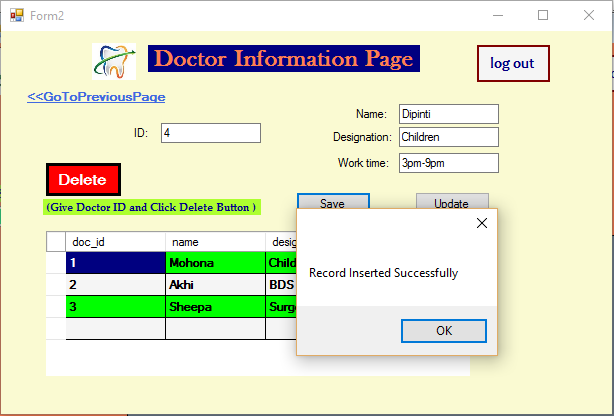 Form2
Doctor Information Page
log out
<<GoToPreviousPage
Name: Dipinti
ID: 4
Designation: Children
Work time: 3pm-9pm
Delete
(Give Doctor ID and Click Delete Button )
Save Update
doc_id name desig
1 Mohona Child
2 Akhi BDS
3 Sheepa Surge
Record Inserted Successfully
OK